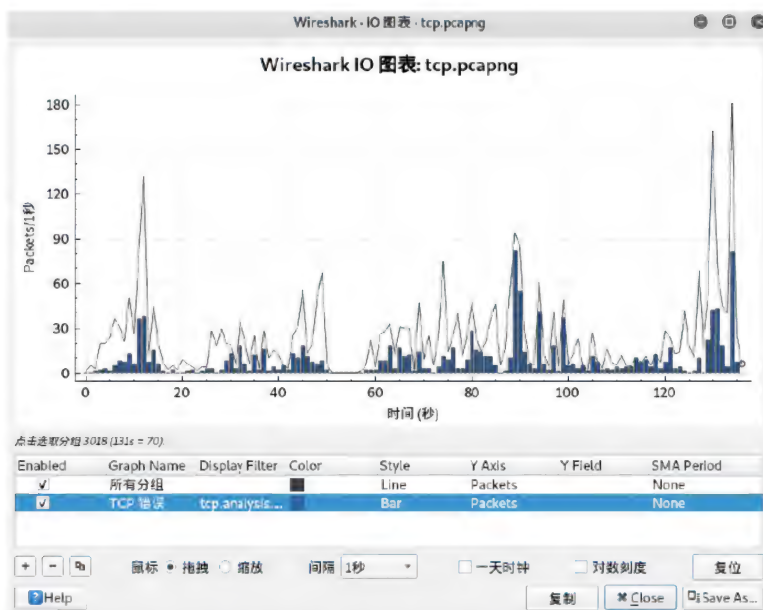 Wireshark · IO 图表 · tcp.pcapng
Wireshark IO 图表: tcp.pcapng
180
150
120
90
60
30
0
Packets/1秒
0 20 40 60 80 100 120
时间 (秒)
点击选取分组 3018 (131s = 70).
Enabled Graph Name Display Filter Color Style Y Axis Y Field SMA Period
所有分组 Line Packets None
TCP 错误 tcp.analysis.... Bar Packets None
+ − 鼠标 拖拽 缩放 间隔 1秒 一天时钟 对数刻度 复位
Help 复制 Close Save As...